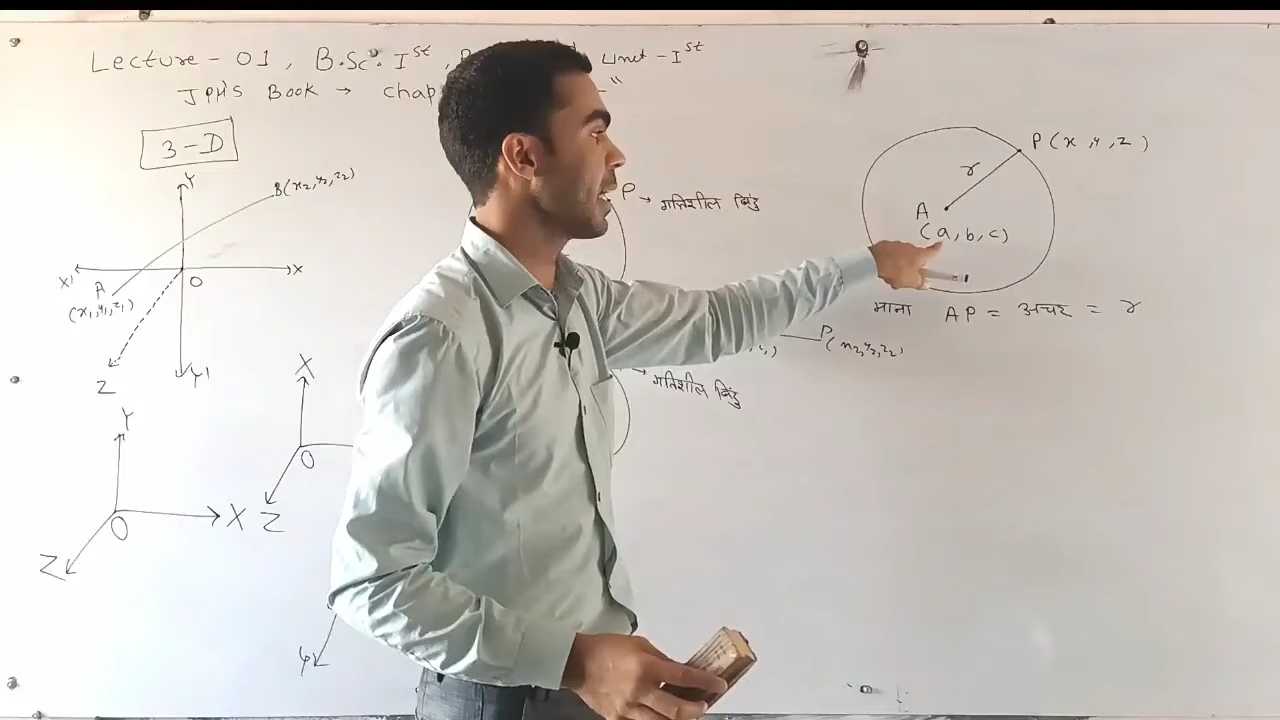 Lecture - 01, B.Sc. Ist, Unit - Ist
JPH'S BOOK → Chap "
3-D
Y
B(x2, y2, z2)
X'
X
O
A
(x1, y1, z1)
Z
Y'
Y
O
X
Z
X
O
Z
Y
P → गतिशील बिंदु
P(x2, y2, z2)
→ गतिशील बिंदु
P(x, y, z)
r
A
(a, b, c)
माना AP = अचर = r